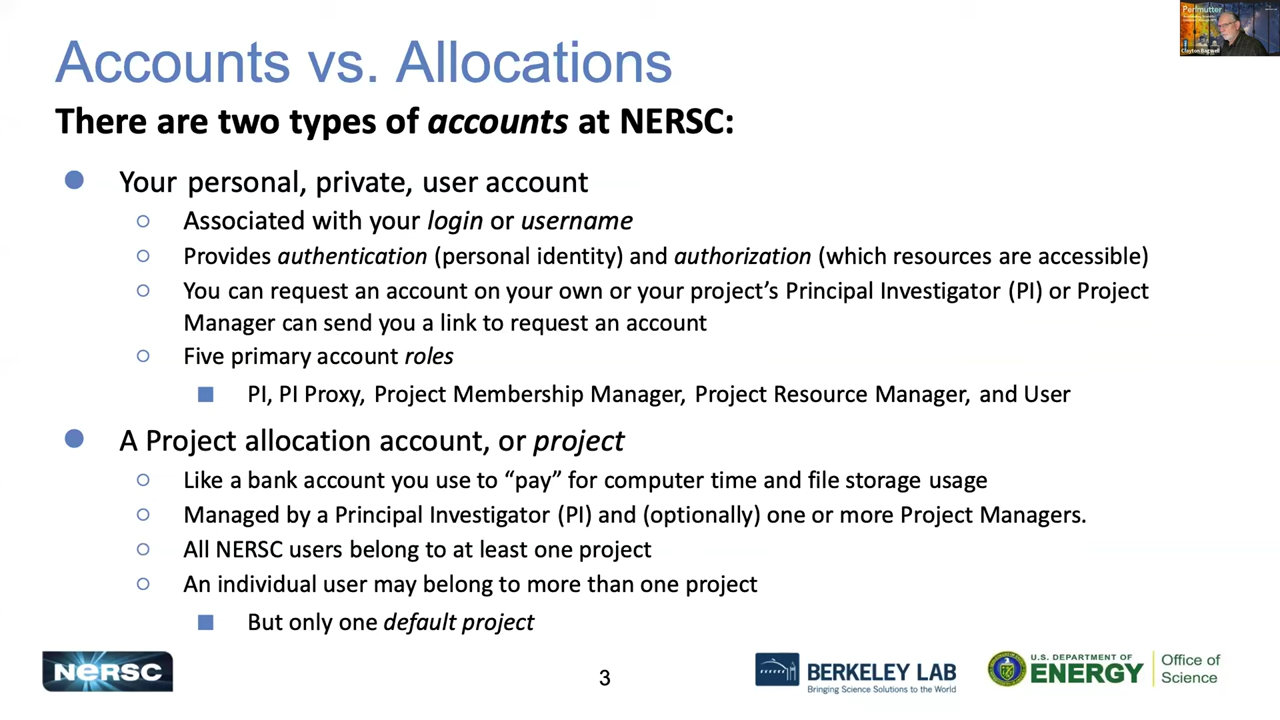 Perlmutter
Clayton Bagwell
Accounts vs. Allocations
There are two types of accounts at NERSC:
Your personal, private, user account
Associated with your login or username
Provides authentication (personal identity) and authorization (which resources are accessible)
You can request an account on your own or your project's Principal Investigator (PI) or Project
Manager can send you a link to request an account
Five primary account roles
PI, PI Proxy, Project Membership Manager, Project Resource Manager, and User
A Project allocation account, or project
Like a bank account you use to “pay” for computer time and file storage usage
Managed by a Principal Investigator (PI) and (optionally) one or more Project Managers.
All NERSC users belong to at least one project
An individual user may belong to more than one project
But only one default project
NERSC
3
BERKELEY LAB
Bringing Science Solutions to the World
U.S. DEPARTMENT OF
ENERGY
Office of
Science